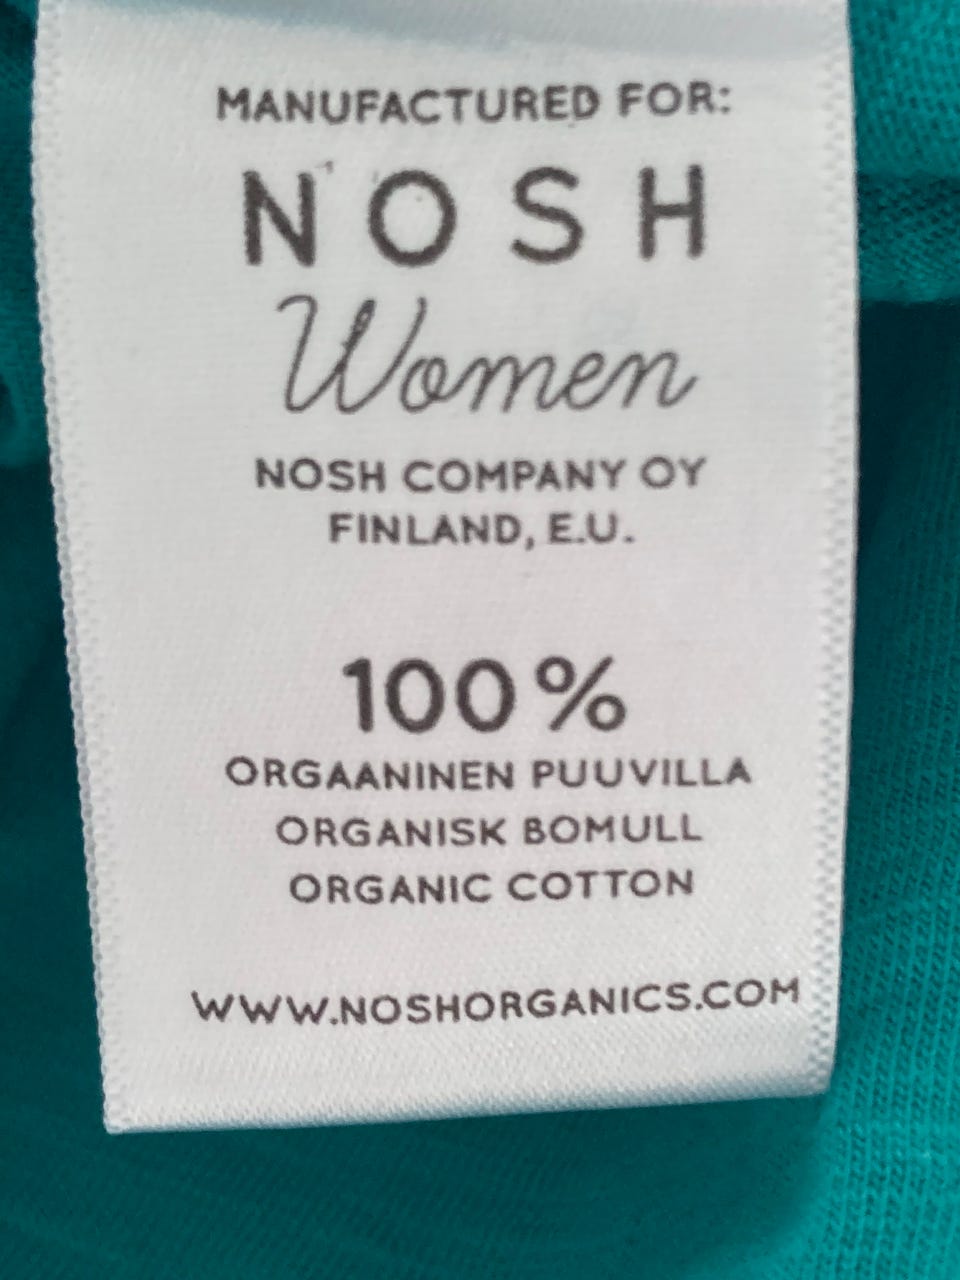 MANUFACTURED FOR:
NOSH
Women
NOSH COMPANY OY
FINLAND, E.U.
100%
ORGAANINEN PUUVILLA
ORGANISK BOMULL
ORGANIC COTTON
WWW.NOSHORGANICS.COM